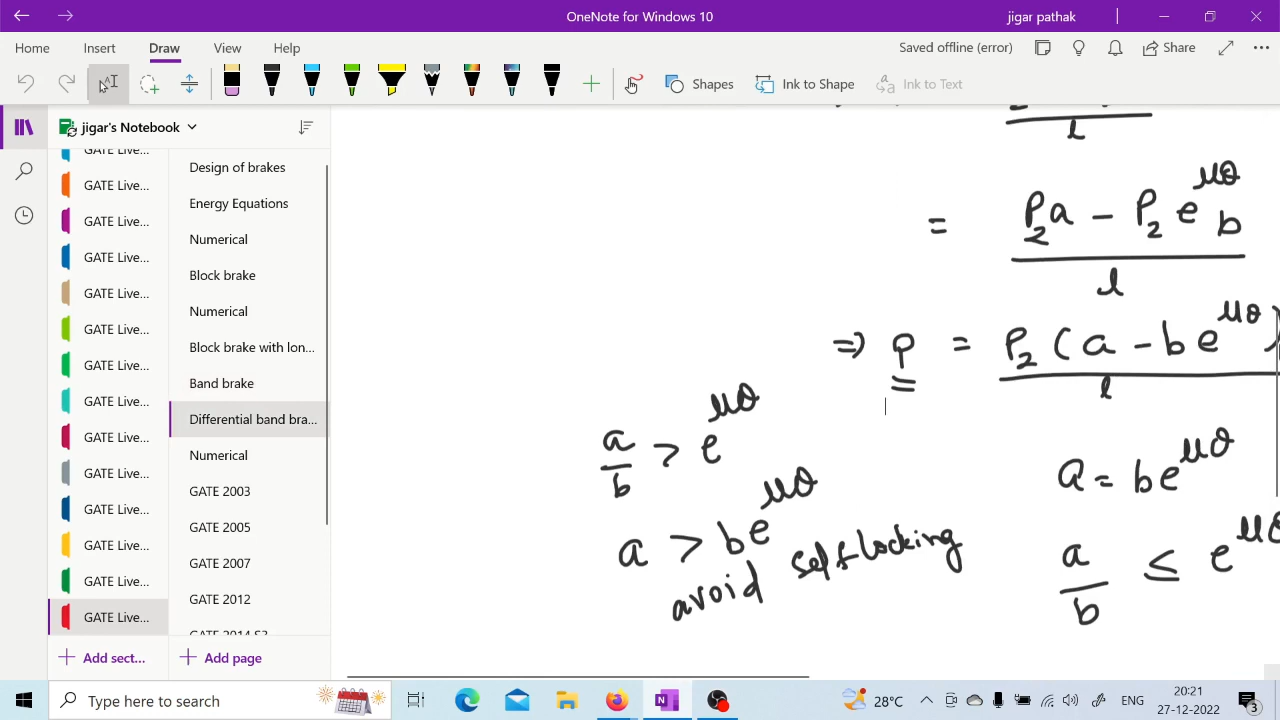 OneNote for Windows 10
jigar pathak
Home Insert Draw View Help
Saved offline (error) Share
Shapes Ink to Shape Ink to Text
jigar's Notebook
GATE Live...
GATE Live...
GATE Live...
GATE Live...
GATE Live...
GATE Live...
GATE Live...
GATE Live...
GATE Live...
GATE Live...
GATE Live...
GATE Live...
GATE Live...
GATE Live...
Add sect...
Design of brakes
Energy Equations
Numerical
Block brake
Numerical
Block brake with lon...
Band brake
Differential band bra...
Numerical
GATE 2003
GATE 2005
GATE 2007
GATE 2012
GATE 2014 S3
Add page
l
= P₂a - P₂ e^μθ b
l
=> P = P₂ (a - be^μθ)
l
a/b > e^μθ
a > be^μθ
avoid self locking
a = be^μθ
a/b ≤ e^μθ
Type here to search
28°C
ENG
20:21
27-12-2022
3